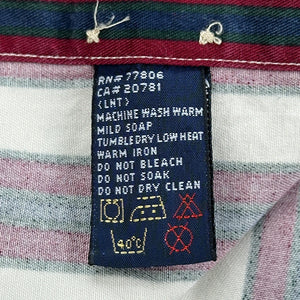 RN#77806
CA#20781
(LNT)
MACHINE WASH WARM
MILD SOAP
TUMBLE DRY LOW HEAT
WARM IRON
DO NOT BLEACH
DO NOT SOAK
DO NOT DRY CLEAN
40°C